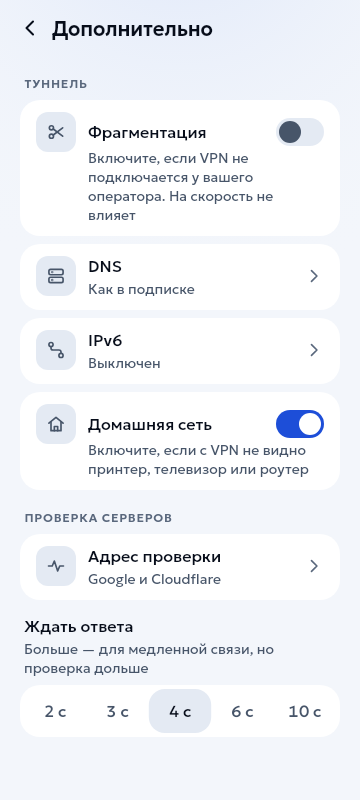 Дополнительно
ТУННЕЛЬ
Фрагментация
Включите, если VPN не
подключается у вашего
оператора. На скорость не
влияет
DNS
Как в подписке
IPv6
Выключен
Домашняя сеть
Включите, если с VPN не видно
принтер, телевизор или роутер
ПРОВЕРКА СЕРВЕРОВ
Адрес проверки
Google и Cloudflare
Ждать ответа
Больше — для медленной связи, но
проверка дольше
2 с 3 с 4 с 6 с 10 с